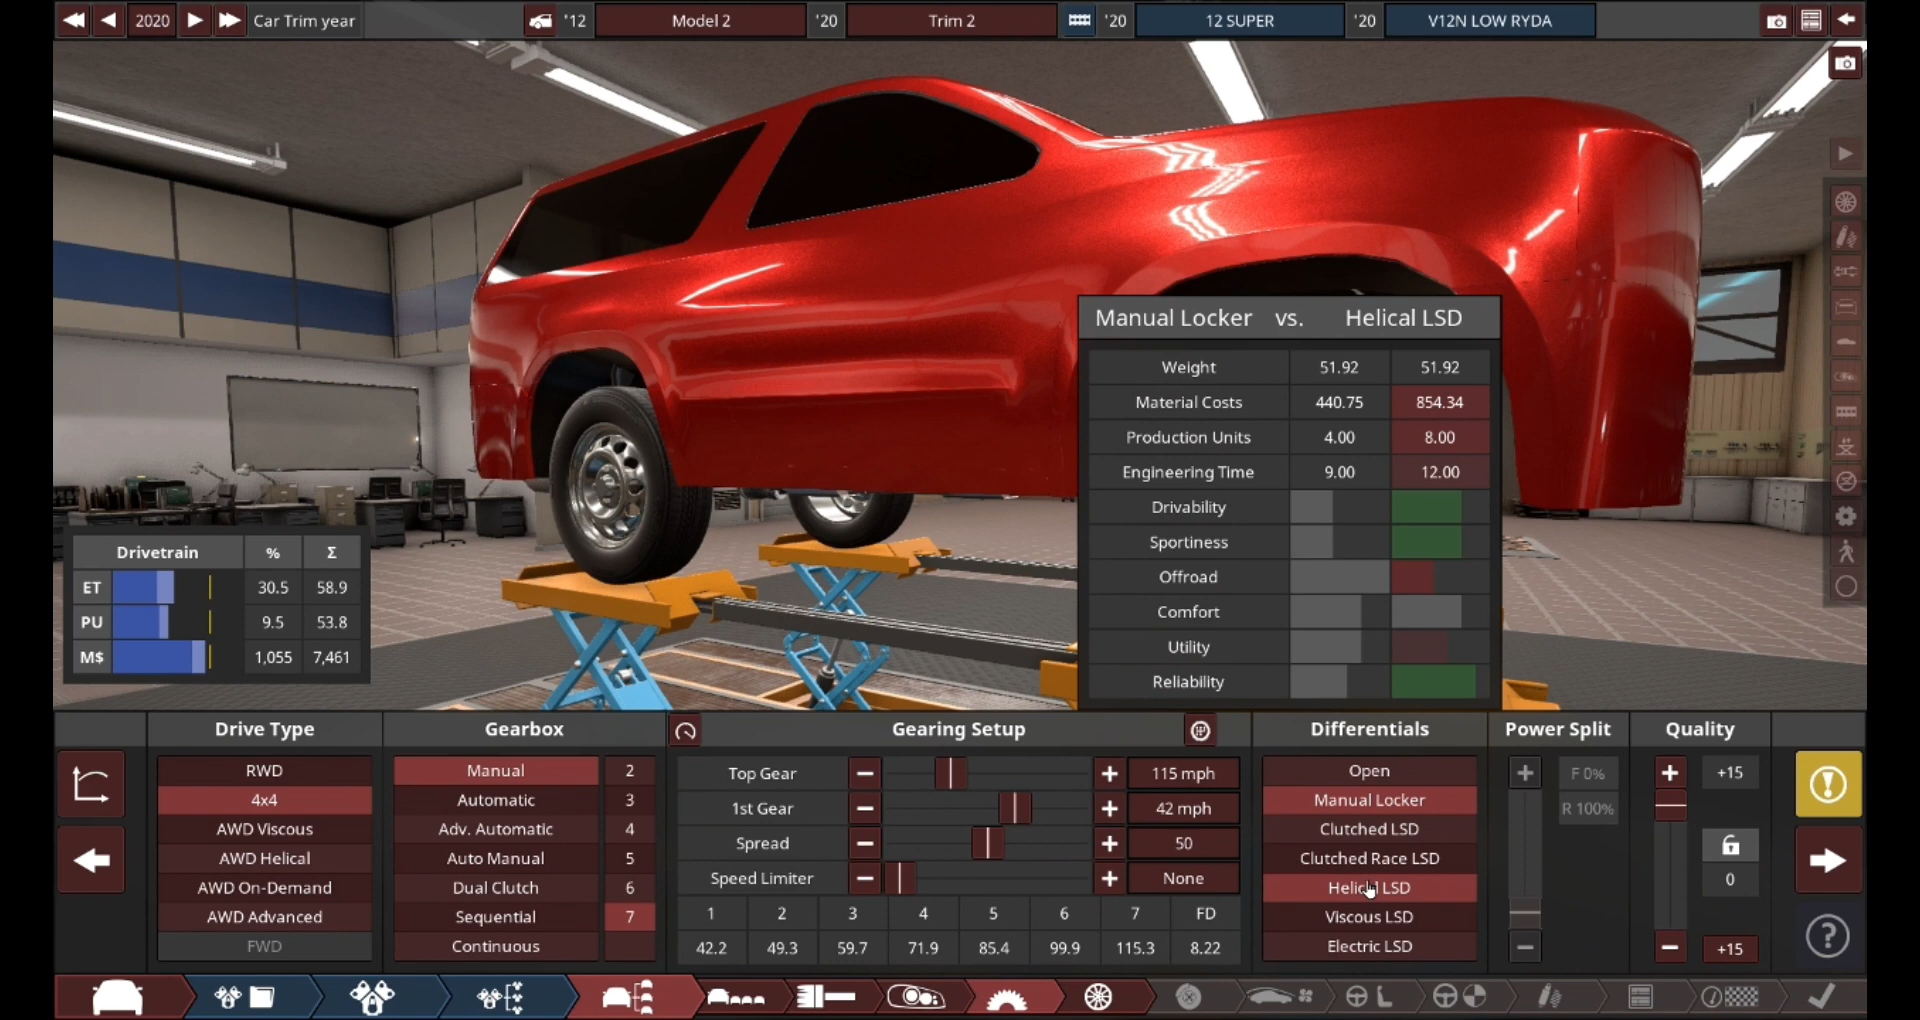 2020
Car Trim year
'12
Model 2
'20
Trim 2
'20
12 SUPER
'20
V12N LOW RYDA
Manual Locker vs. Helical LSD
Weight 51.92 51.92
Material Costs 440.75 854.34
Production Units 4.00 8.00
Engineering Time 9.00 12.00
Drivability
Sportiness
Offroad
Comfort
Utility
Reliability
Drivetrain % Σ
ET 30.5 58.9
PU 9.5 53.8
M$ 1,055 7,461
Drive Type
RWD
4x4
AWD Viscous
AWD Helical
AWD On-Demand
AWD Advanced
FWD
Gearbox
Manual 2
Automatic 3
Adv. Automatic 4
Auto Manual 5
Dual Clutch 6
Sequential 7
Continuous
Gearing Setup
Top Gear − + 115 mph
1st Gear − + 42 mph
Spread − + 50
Speed Limiter − + None
1 2 3 4 5 6 7 FD
42.2 49.3 59.7 71.9 85.4 99.9 115.3 8.22
Differentials
Open
Manual Locker
Clutched LSD
Clutched Race LSD
Helical LSD
Viscous LSD
Electric LSD
Power Split
+ F 0%
R 100%
−
Quality
+ +15
0
− +15
?